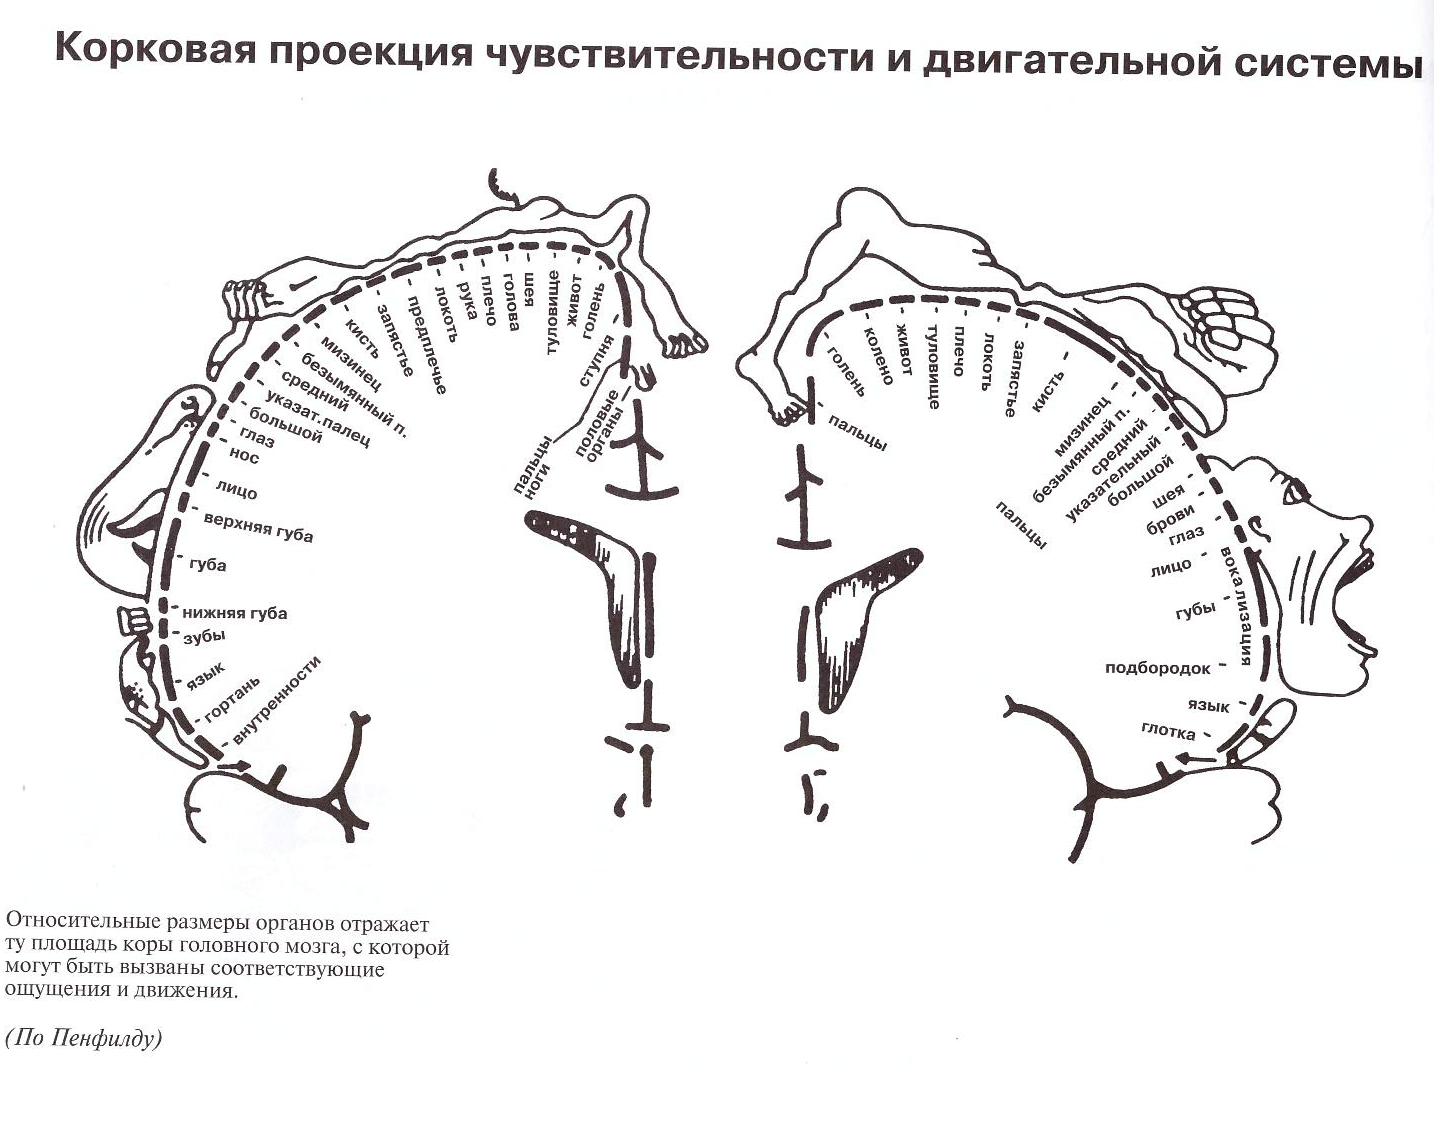 Корковая проекция чувствительности и двигательной системы
кисть
запястье
предплечье
локоть
рука
плечо
голова
шея
туловище
живот
голень
ступня
половые
органы
пальцы
ноги
мизинец
безымянный п.
средний
указат.палец
большой
глаз
нос
лицо
верхняя губа
губа
нижняя губа
зубы
язык
гортань
внутренности
голень
колено
живот
туловище
плечо
локоть
запястье
кисть
пальцы
мизинец
безымянный п.
средний
указательный
большой
пальцы
шея
брови
глаз
лицо
губы
вокализация
подбородок
язык
глотка
Относительные размеры органов отражает
ту площадь коры головного мозга, с которой
могут быть вызваны соответствующие
ощущения и движения.
(По Пенфилду)